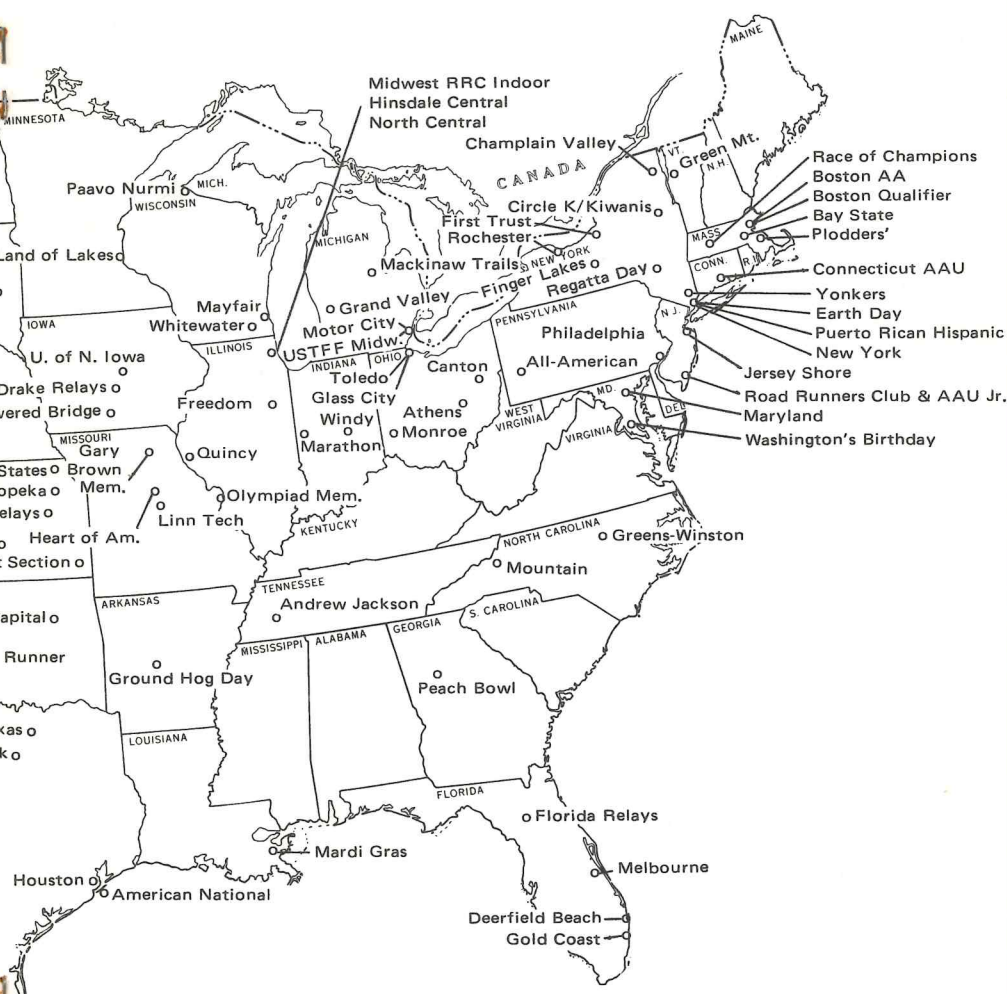 MAINE
MINNESOTA
Midwest RRC Indoor
Hinsdale Central
North Central
Champlain Valley
VT.
Green Mt.
N.H.
CANADA
Race of Champions
Boston AA
Boston Qualifier
Bay State
Plodders'
Paavo Nurmi
MICH.
WISCONSIN
Circle K/Kiwanis
First Trust
Rochester
MASS
MICHIGAN
Land of Lakes
NEW YORK
CONN.
R.I.
Mackinaw Trails
Finger Lakes
Regatta Day
Connecticut AAU
Yonkers
Earth Day
Puerto Rican Hispanic
New York
Mayfair
Whitewater
Grand Valley
Motor City
USTFF Midw.
PENNSYLVANIA
N J.
IOWA
ILLINOIS
INDIANA
OHIO
Philadelphia
U. of N. Iowa
Toledo
Glass City
Canton
All-American
Jersey Shore
Drake Relays
vered Bridge
Freedom
Windy
Marathon
Athens
Monroe
WEST
VIRGINIA
MD.
DEL
Road Runners Club & AAU Jr.
Maryland
VIRGINIA
Washington's Birthday
MISSOURI
Gary
Brown
Mem.
Quincy
States
opeka
elays
Olympiad Mem.
Linn Tech
Heart of Am.
KENTUCKY
t Section
NORTH CAROLINA
Greens-Winston
Mountain
TENNESSEE
ARKANSAS
Andrew Jackson
S. CAROLINA
apital
MISSISSIPPI
ALABAMA
GEORGIA
Runner
Ground Hog Day
Peach Bowl
xas
k
LOUISIANA
FLORIDA
Florida Relays
Mardi Gras
Melbourne
Houston
American National
Deerfield Beach
Gold Coast